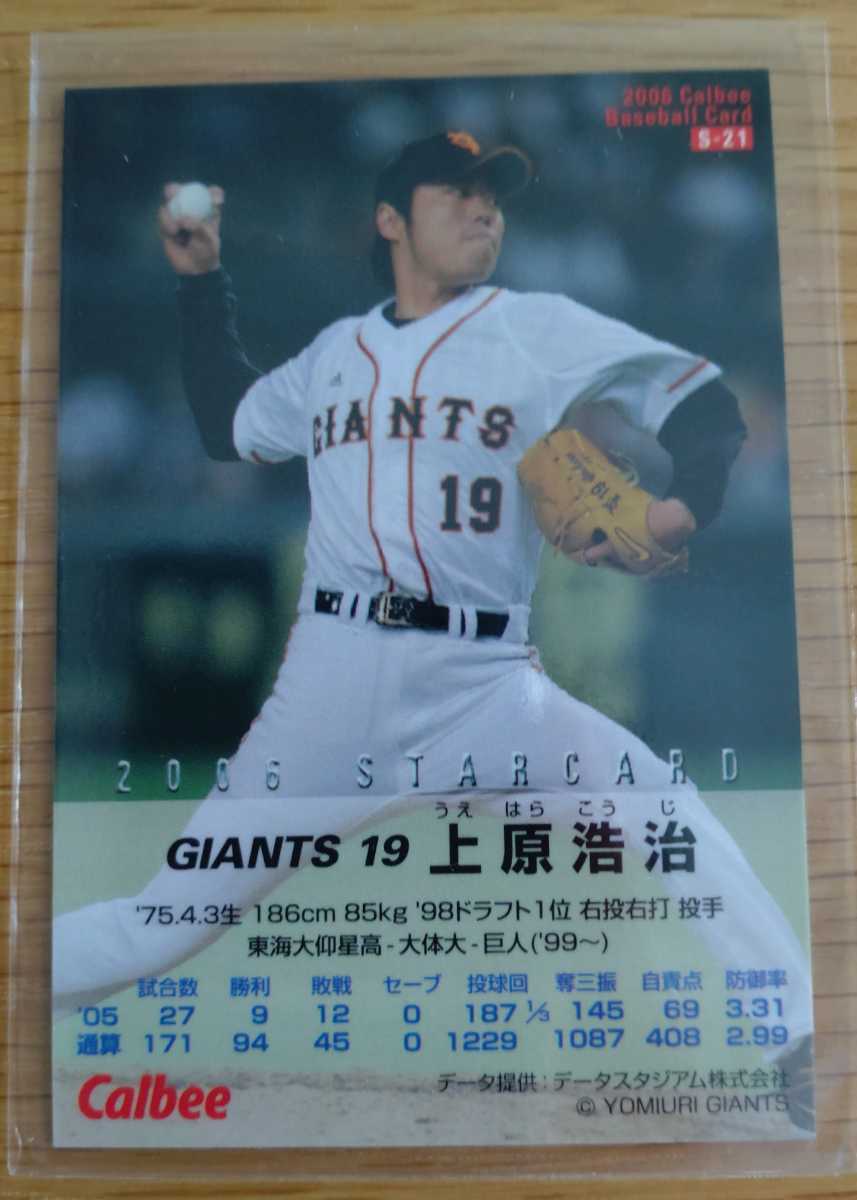 2006 Calbee
Baseball Card
S-21
GIANTS
19
2006 STARCARD
うえ はら こう じ
GIANTS 19 上原浩治
'75.4.3生 186cm 85kg '98ドラフト1位 右投右打 投手
東海大仰星高-大体大-巨人('99〜)
試合数 勝利 敗戦 セーブ 投球回 奪三振 自責点 防御率
'05 27 9 12 0 187 1/3 145 69 3.31
通算 171 94 45 0 1229 1087 408 2.99
Calbee
データ提供:データスタジアム株式会社
© YOMIURI GIANTS